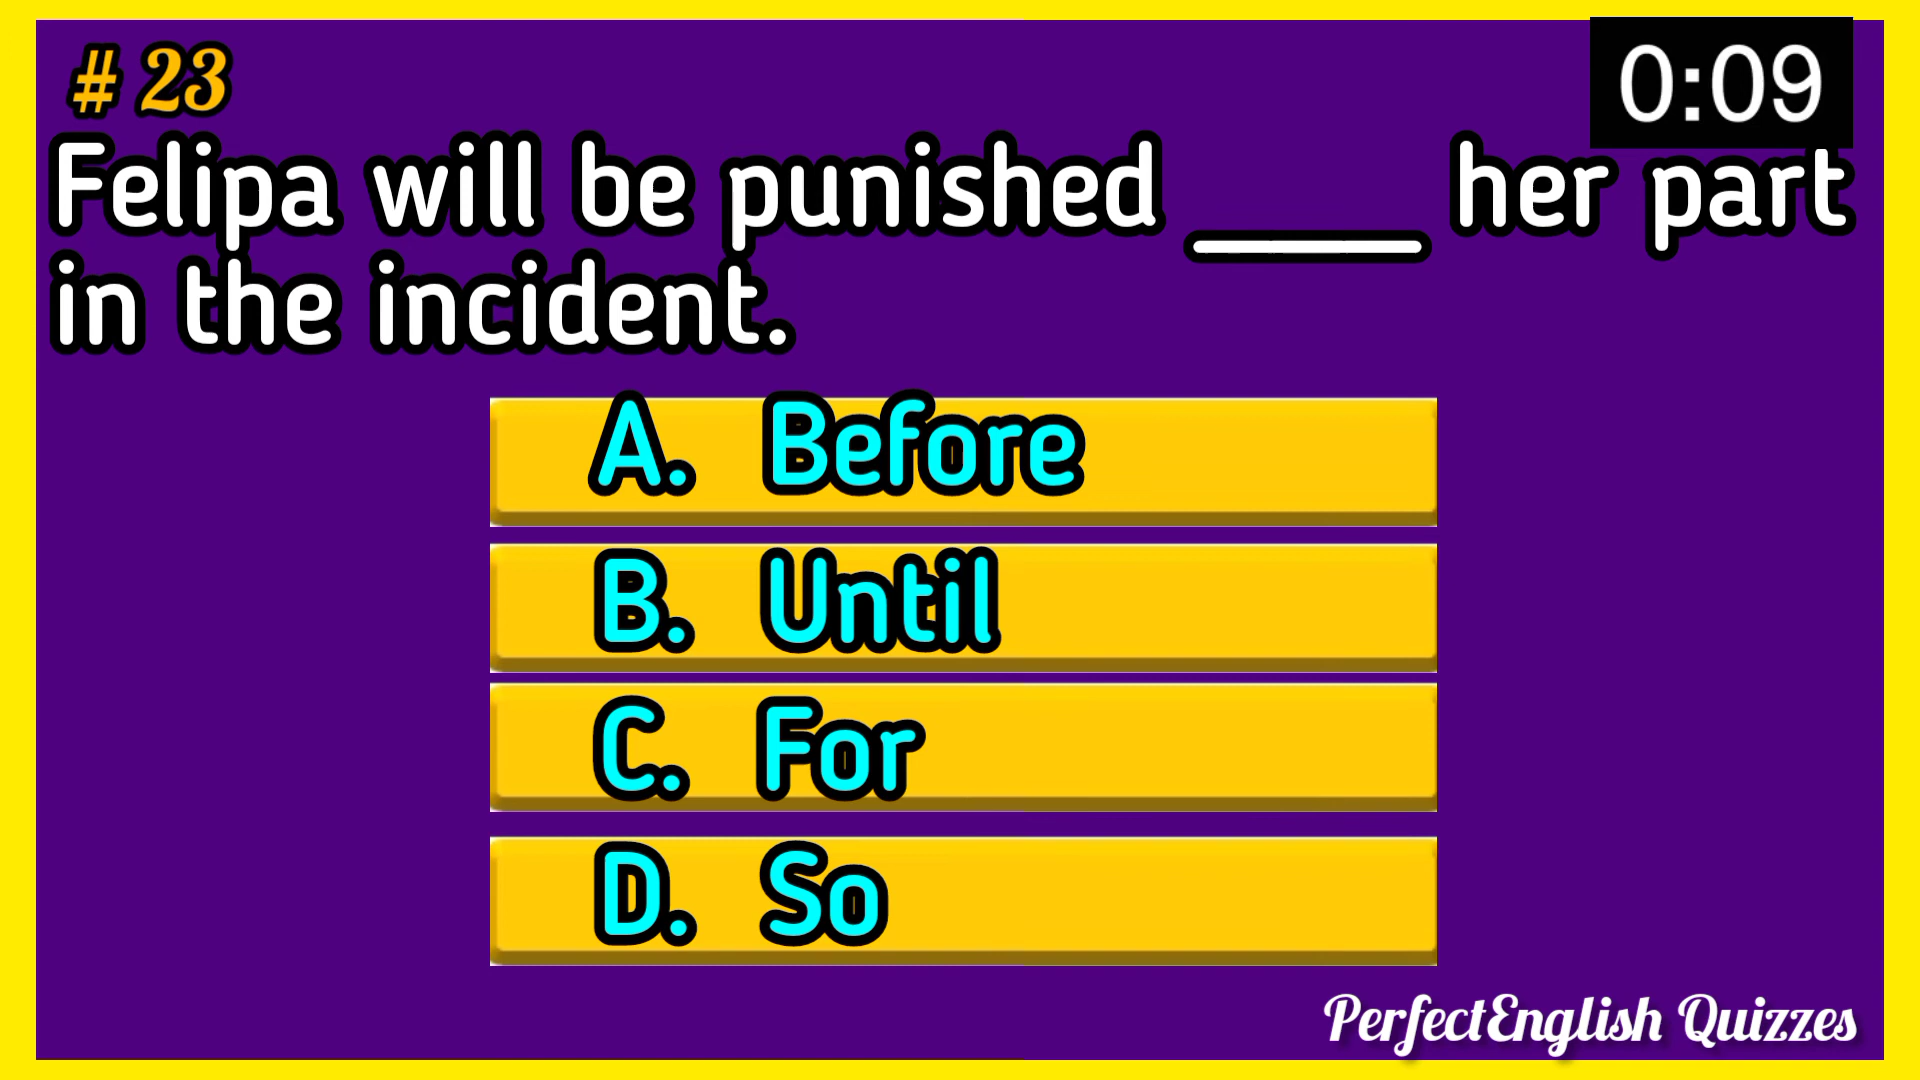 # 23
0:09
Felipa will be punished ____ her part
in the incident.
A. Before
B. Until
C. For
D. So
PerfectEnglish Quizzes